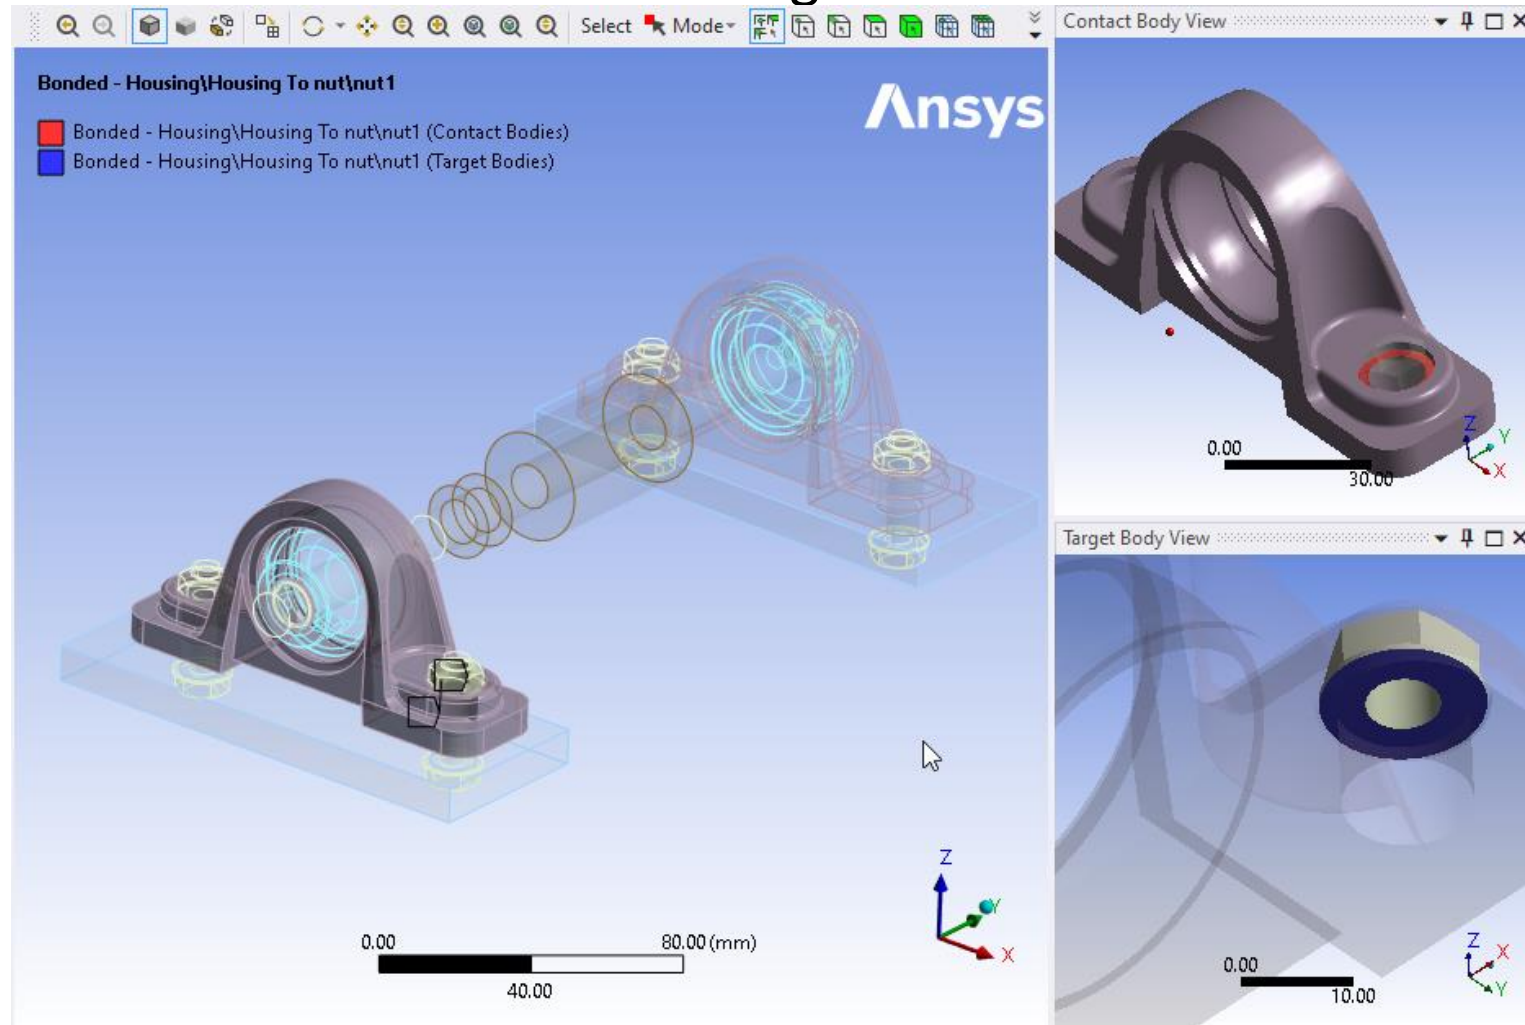 Select Mode
Contact Body View
Bonded - Housing\Housing To nut\nut1
Ansys
Bonded - Housing\Housing To nut\nut1 (Contact Bodies)
Bonded - Housing\Housing To nut\nut1 (Target Bodies)
0.00
30.00
Z
Y
X
Target Body View
Z
Y
X
0.00
80.00 (mm)
40.00
0.00
10.00
Z
X
Y